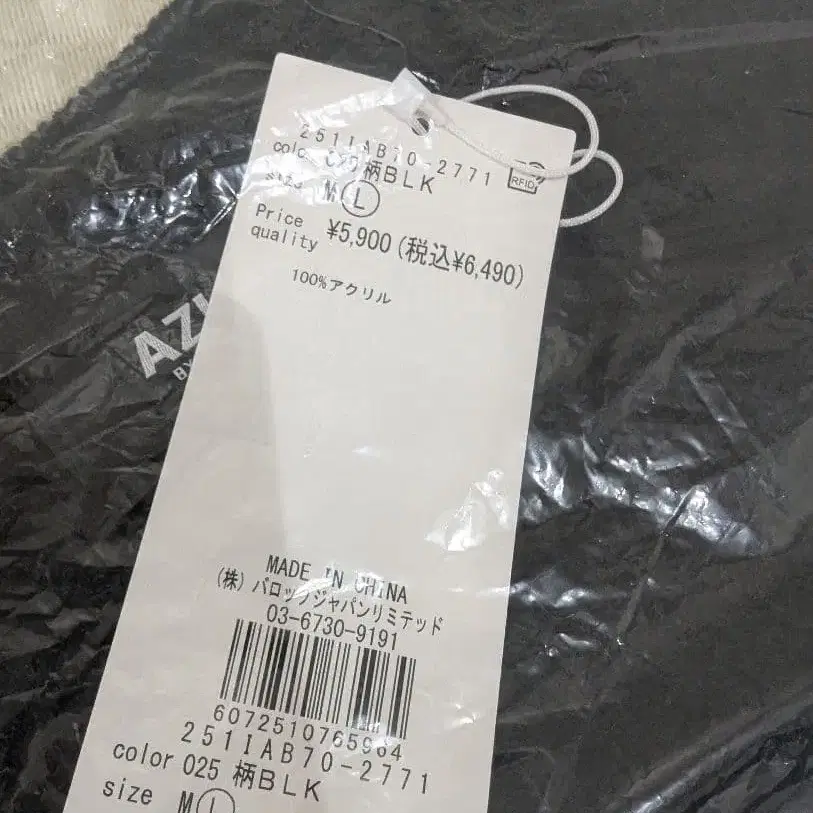 251IAB70-2771
color 025 柄BLK
RFID
size M L
Price ¥5,900 (税込¥6,490)
quality
100%アクリル
MADE IN CHINA
(株) バロックジャパンリミテッド
03-6730-9191
6072510765964
251IAB70-2771
color 025 柄BLK
size M L